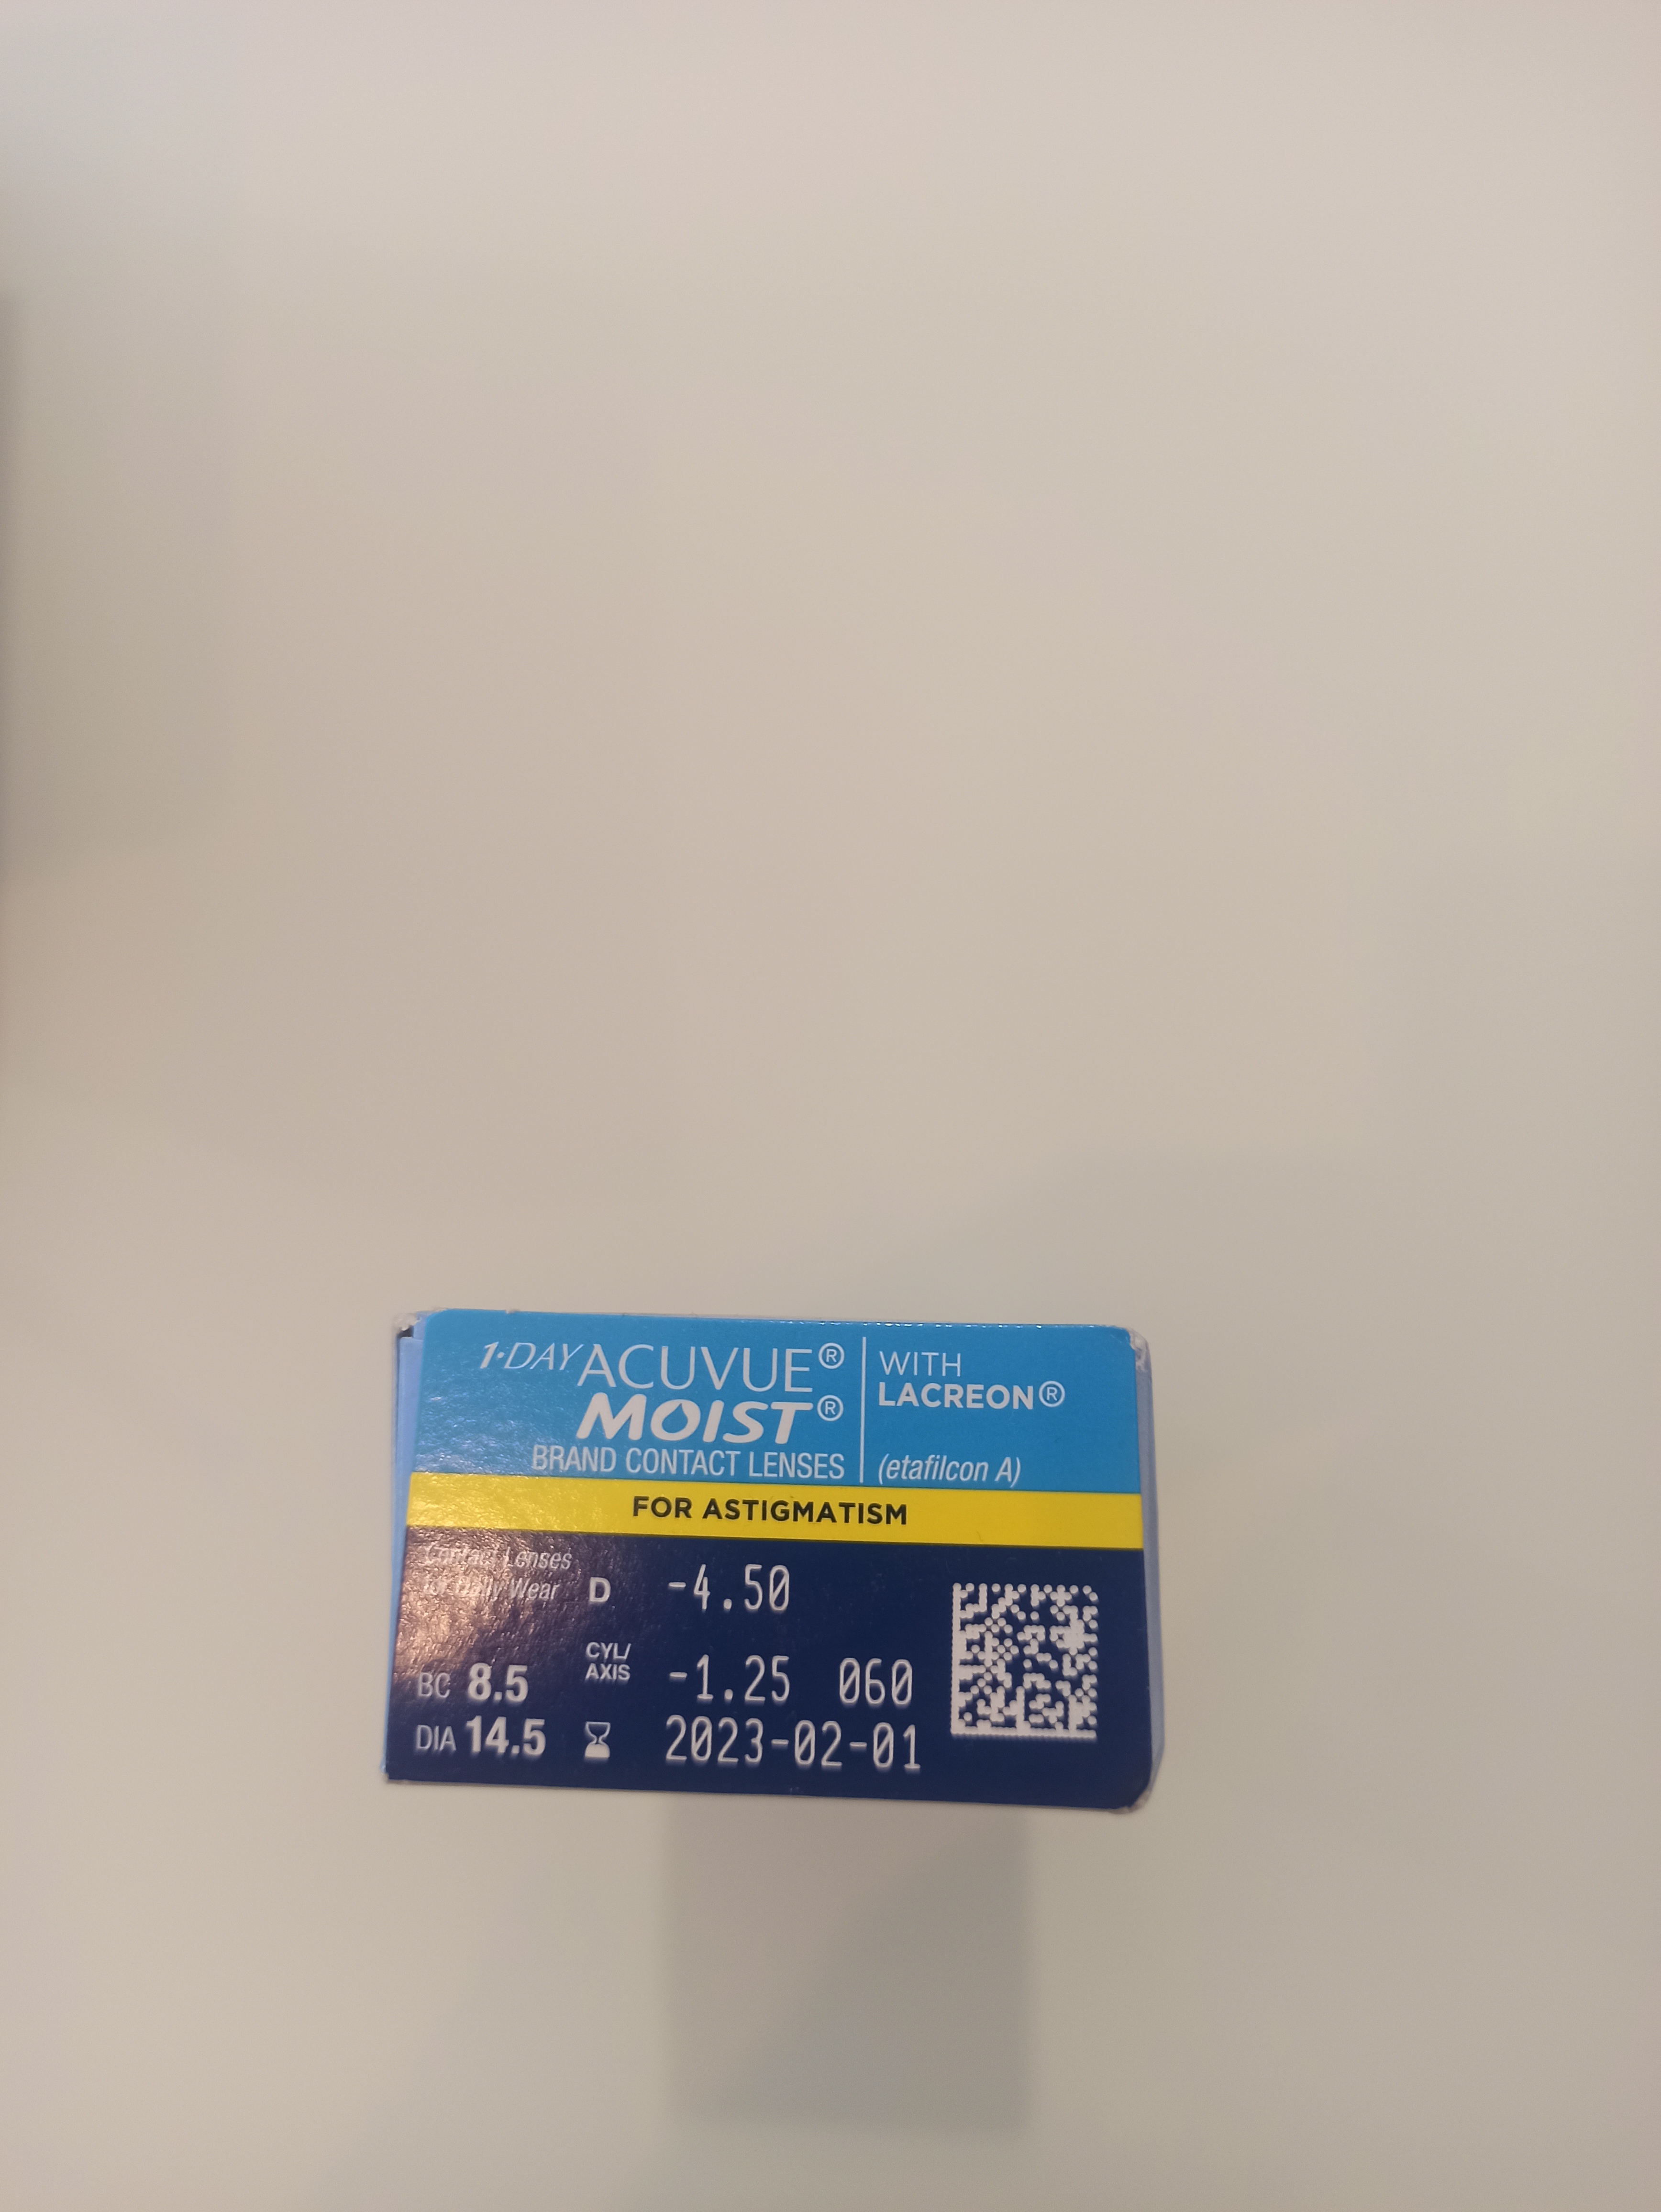 1·DAY ACUVUE®
MOIST®
BRAND CONTACT LENSES
WITH
LACREON®
(etafilcon A)
FOR ASTIGMATISM
Contact Lenses
for Daily Wear
D -4.50
CYL/
AXIS -1.25 060
BC 8.5
DIA 14.5
2023-02-01